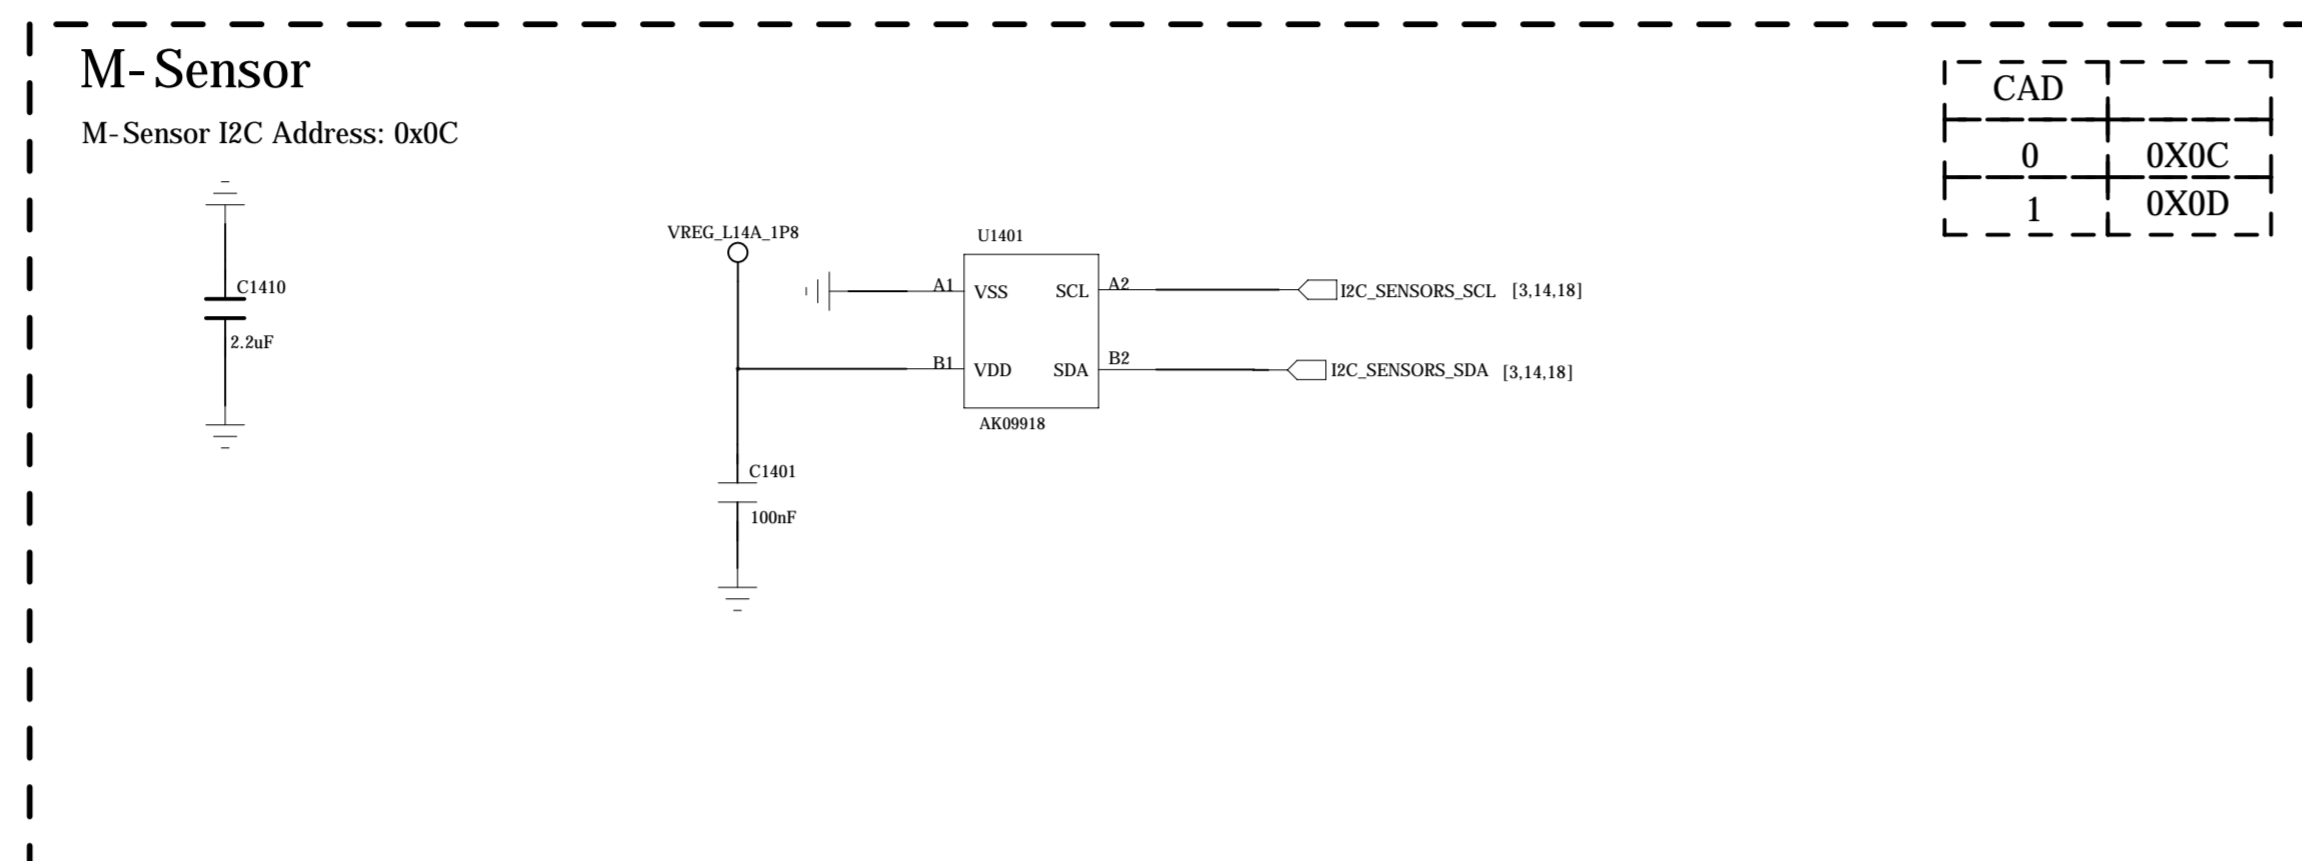 M-Sensor
M-Sensor I2C Address: 0x0C
CAD
0 0X0C
1 0X0D
C1410
2.2uF
VREG_L14A_1P8
U1401
A1 VSS SCL A2 I2C_SENSORS_SCL [3,14,18]
B1 VDD SDA B2 I2C_SENSORS_SDA [3,14,18]
AK09918
C1401
100nF